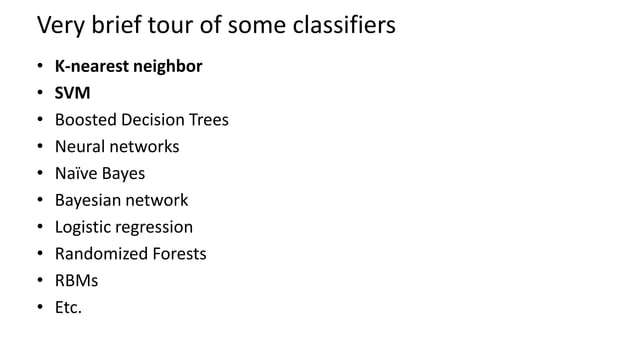 Very brief tour of some classifiers
• K-nearest neighbor
• SVM
• Boosted Decision Trees
• Neural networks
• Naïve Bayes
• Bayesian network
• Logistic regression
• Randomized Forests
• RBMs
• Etc.